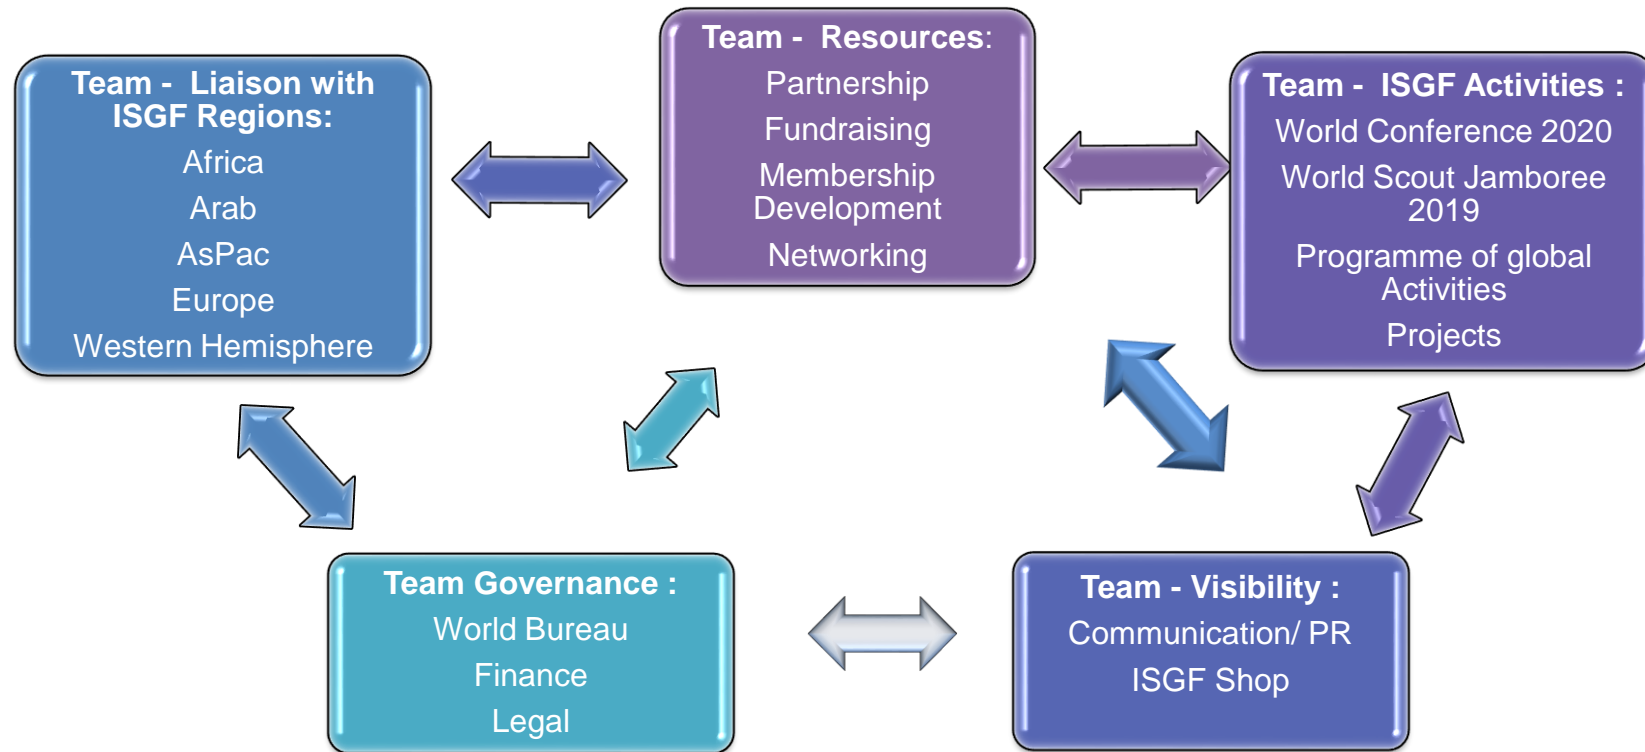 Team -  Liaison with
ISGF Regions:
Africa
Arab
AsPac
Europe
Western Hemisphere
Team -  Resources:
Partnership
Fundraising
Membership
Development
Networking
Team -  ISGF Activities :
World Conference 2020
World Scout Jamboree
2019
Programme of global
Activities
Projects
Team Governance :
World Bureau
Finance
Legal
Team - Visibility :
Communication/ PR
ISGF Shop